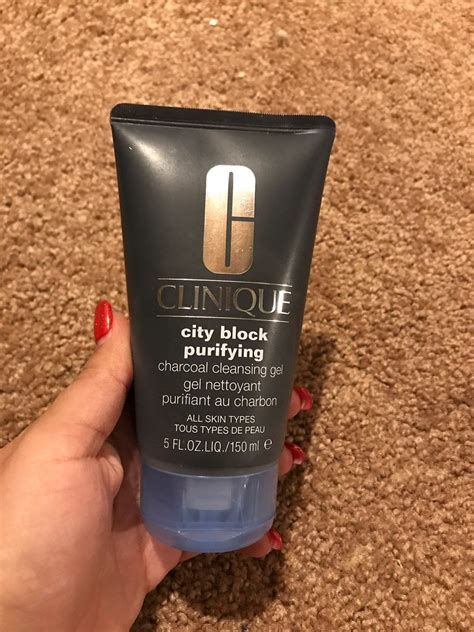 C
CLINIQUE
city block
purifying
charcoal cleansing gel
gel nettoyant
purifiant au charbon
ALL SKIN TYPES
TOUS TYPES DE PEAU
5 FL.OZ.LIQ./150 ml e